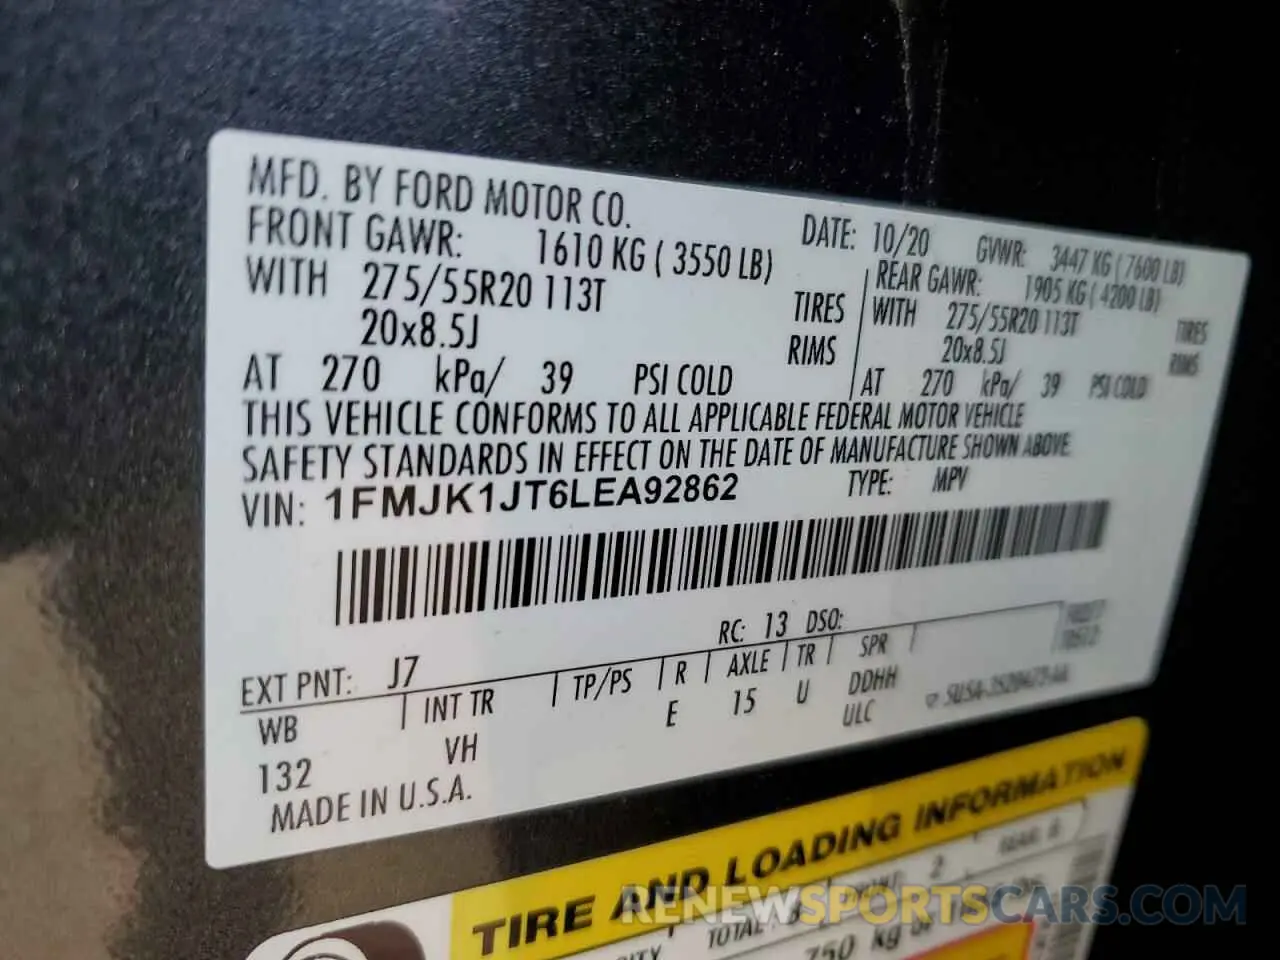 MFD. BY FORD MOTOR CO.
DATE: 10/20 GVWR: 3447 KG ( 7600 LB)
FRONT GAWR: 1610 KG ( 3550 LB)
REAR GAWR: 1905 KG ( 4200 LB)
WITH 275/55R20 113T TIRES
WITH 275/55R20 113T TIRES
20x8.5J RIMS
20x8.5J RIMS
AT 270 kPa/ 39 PSI COLD
AT 270 kPa/ 39 PSI COLD
THIS VEHICLE CONFORMS TO ALL APPLICABLE FEDERAL MOTOR VEHICLE
SAFETY STANDARDS IN EFFECT ON THE DATE OF MANUFACTURE SHOWN ABOVE
VIN: 1FMJK1JT6LEA92862 TYPE: MPV
RC: 13 DSO:
EXT PNT: J7
WB INT TR TP/PS R AXLE TR SPR
132 VH E 15 U DDHH
ULC
MADE IN U.S.A.
TIRE AND LOADING INFORMATION
TOTAL
750 kg or
RENEWSPORTSCARS.COM